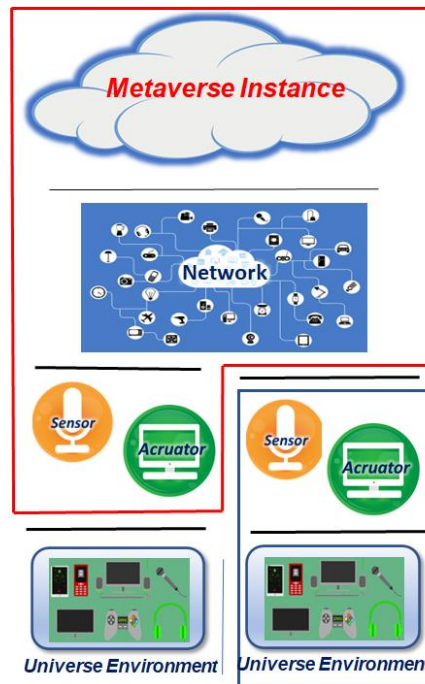 Metaverse Instance
Network
Sensor
Acruator
Sensor
Acruator
Universe Environment
Universe Environmen